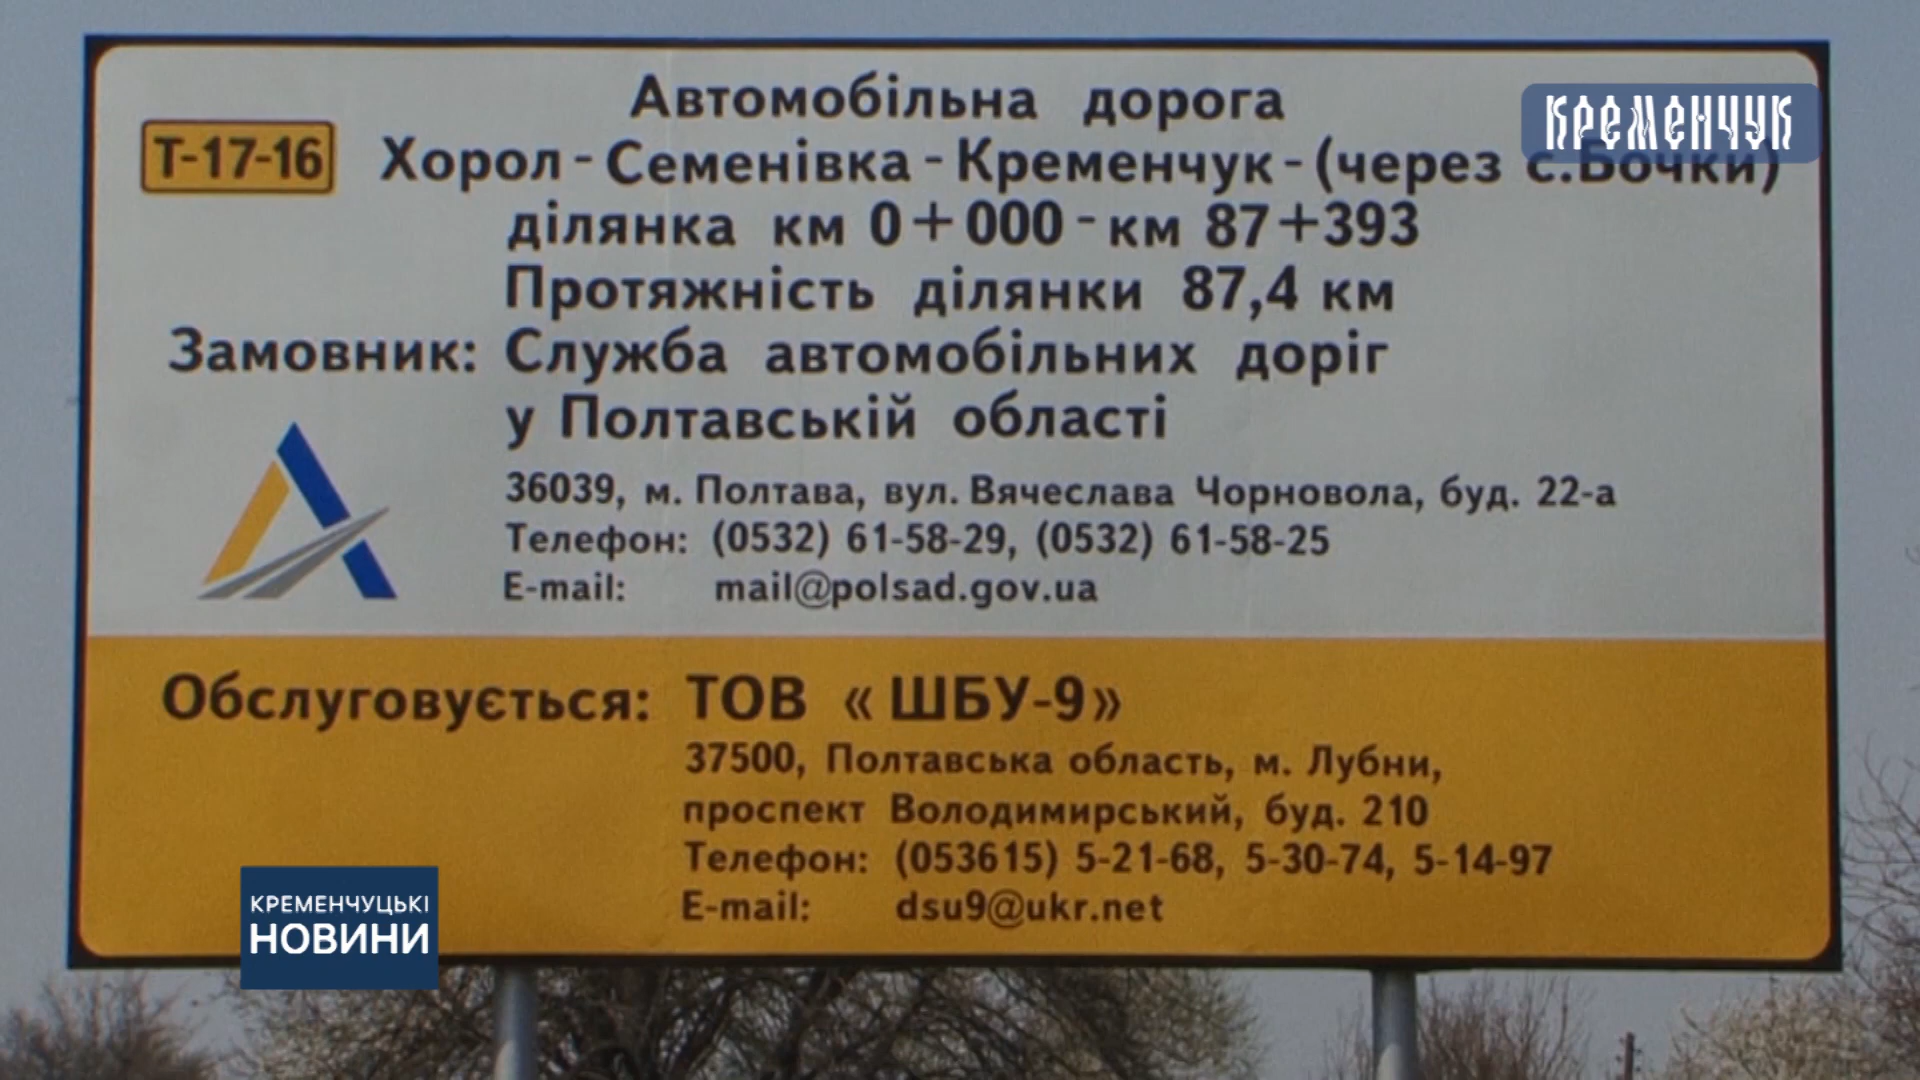 Автомобільна дорога
КРЕМЕНЧУК
Т-17-16 Хорол - Семенівка - Кременчук - (через с.Бочки)
ділянка км 0+000 - км 87+393
Протяжність ділянки 87,4 км
Замовник: Служба автомобільних доріг
у Полтавській області
36039, м. Полтава, вул. Вячеслава Чорновола, буд. 22-а
Телефон: (0532) 61-58-29, (0532) 61-58-25
E-mail: mail@polsad.gov.ua
Обслуговується: ТОВ «ШБУ-9»
37500, Полтавська область, м. Лубни,
проспект Володимирський, буд. 210
Телефон: (053615) 5-21-68, 5-30-74, 5-14-97
E-mail: dsu9@ukr.net
КРЕМЕНЧУЦЬКІ
НОВИНИ